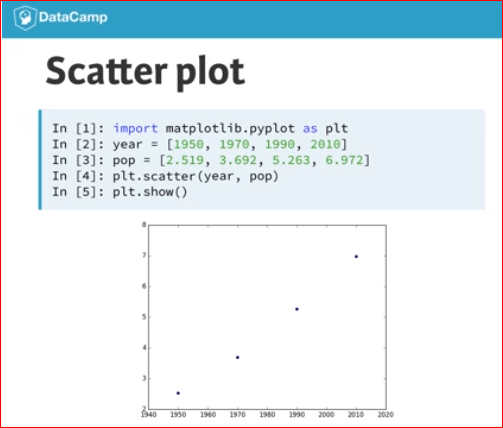 DataCamp
Scatter plot
In [1]: import matplotlib.pyplot as plt
In [2]: year = [1950, 1970, 1990, 2010]
In [3]: pop = [2.519, 3.692, 5.263, 6.972]
In [4]: plt.scatter(year, pop)
In [5]: plt.show()
8
7
6
5
4
3
2
1940 1950 1960 1970 1980 1990 2000 2010 2020